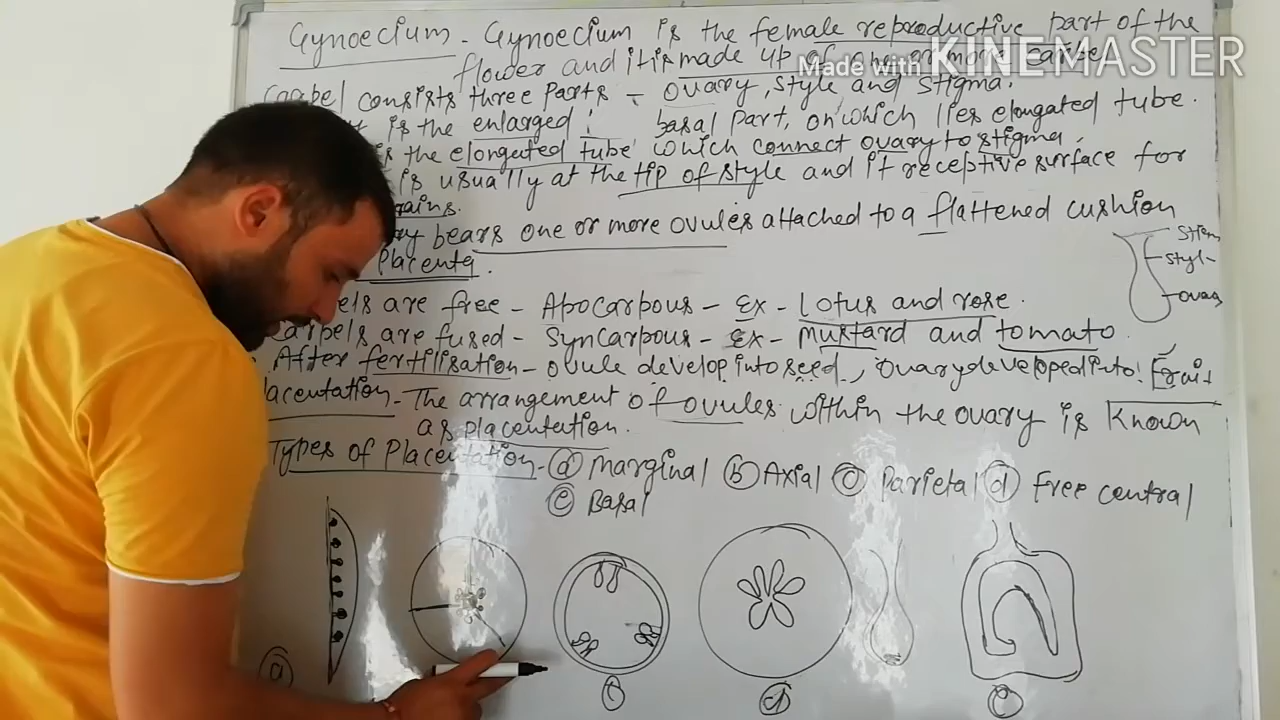 Gynoecium - Gynoecium is the female reproductive part of the
flower and it is made up of one or more carpel
Made with KINEMASTER
Carpel consists three parts - Ovary, style and stigma.
is the enlarged basal part, on which lies elongated tube.
is the elongated tube which connect ovary to stigma.
is usually at the tip of style and it receptive surface for
bears one or more ovules attached to a flattened cushion
Placenta.
Style
Ovary
are free - Apocarpous - Ex - Lotus and rose.
Carpels are fused - Syncarpous - Ex - Mustard and tomato.
After fertilisation - ovule develop into seed, Ovary developed into Fruit
The arrangement of ovules within the ovary is known
as placentation.
Types of Placentation - (a) Marginal (b) Axial (c) Parietal (d) Free central
(e) Basal
(a)
(d)
(e)